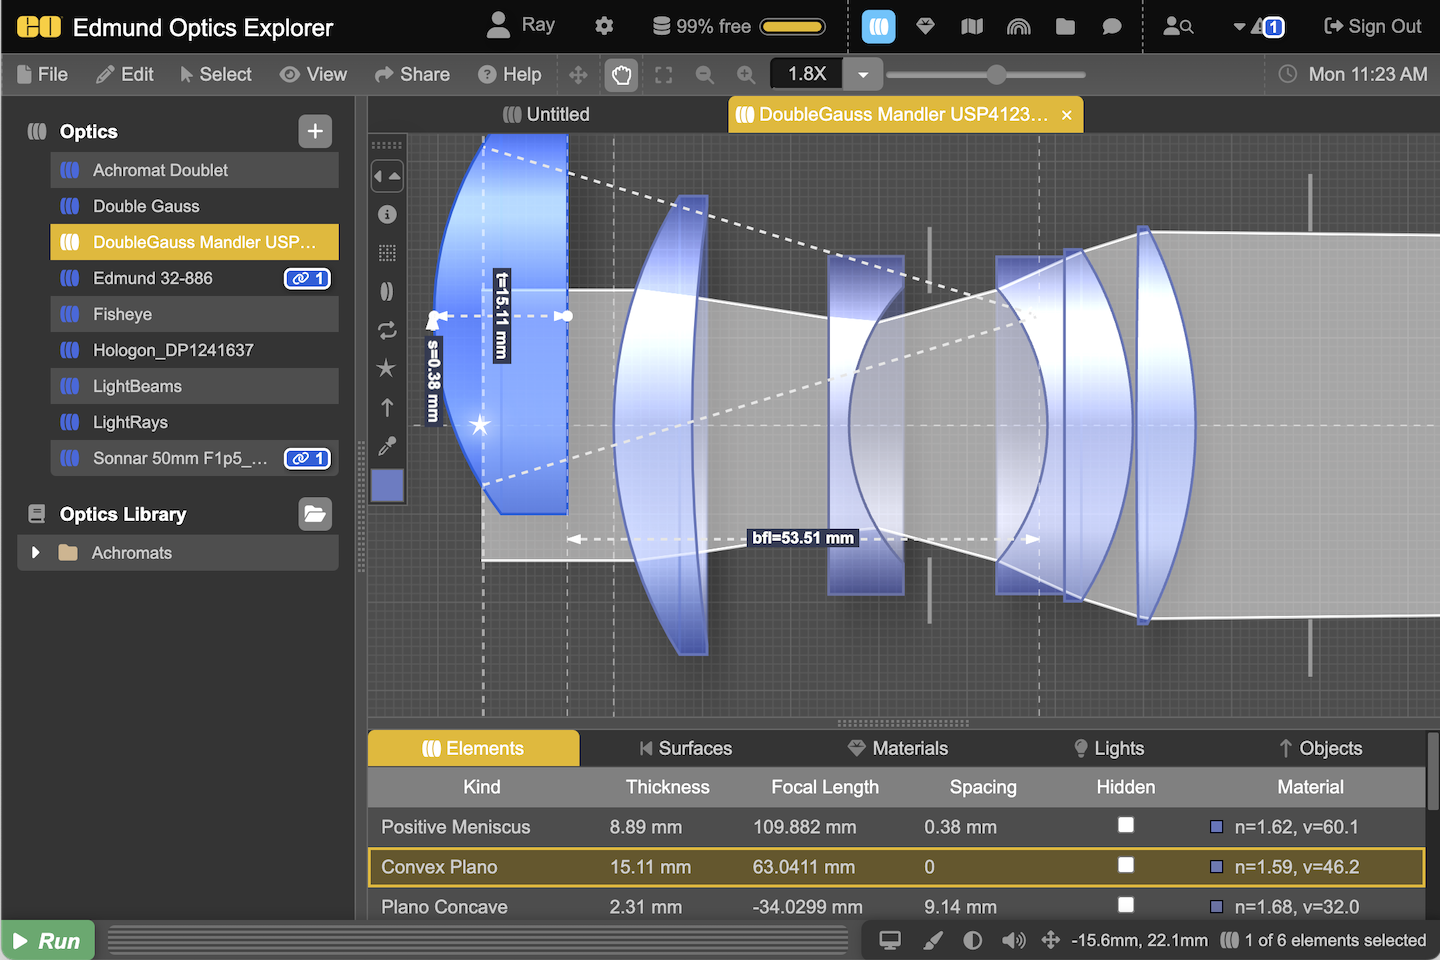 EO Edmund Optics Explorer
Ray
99% free
1
Sign Out
File Edit Select View Share Help
1.8X
Mon 11:23 AM
Optics
+
Achromat Doublet
Double Gauss
DoubleGauss Mandler USP...
Edmund 32-886
1
Fisheye
Hologon_DP1241637
LightBeams
LightRays
Sonnar 50mm F1p5_...
1
Optics Library
Achromats
Untitled
DoubleGauss Mandler USP4123... ×
t=15.11 mm
s=0.38 mm
bfl=53.51 mm
Elements Surfaces Materials Lights Objects
Kind Thickness Focal Length Spacing Hidden Material
Positive Meniscus 8.89 mm 109.882 mm 0.38 mm n=1.62, v=60.1
Convex Plano 15.11 mm 63.0411 mm 0 n=1.59, v=46.2
Plano Concave 2.31 mm -34.0299 mm 9.14 mm n=1.68, v=32.0
Run
-15.6mm, 22.1mm
1 of 6 elements selected